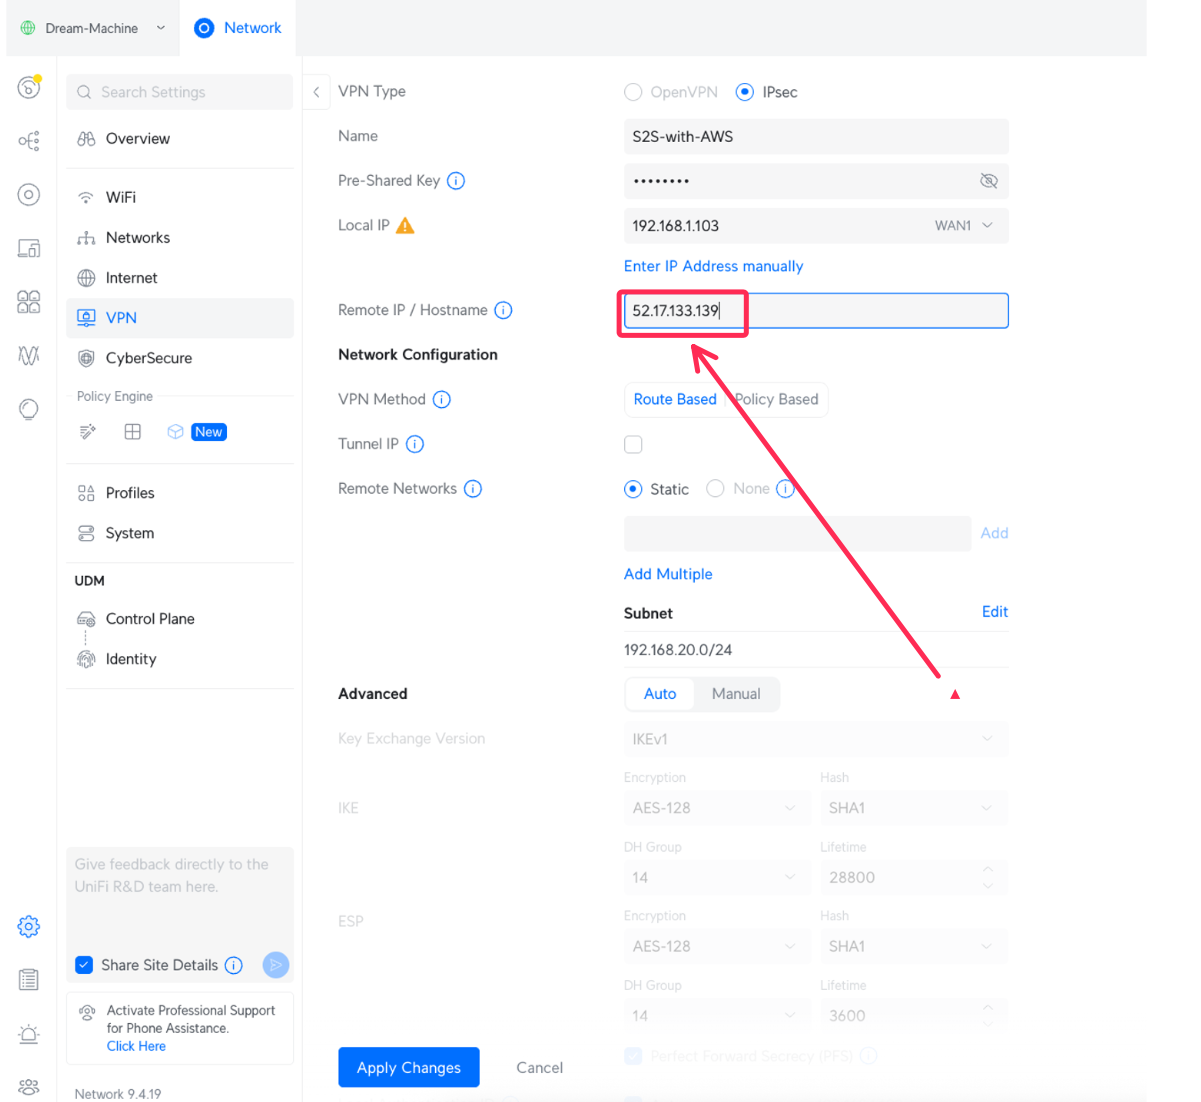 Dream-Machine
Network
Search Settings
Overview
WiFi
Networks
Internet
VPN
CyberSecure
Policy Engine
New
Profiles
System
UDM
Control Plane
Identity
Give feedback directly to the
UniFi R&D team here.
Share Site Details
Activate Professional Support
for Phone Assistance.
Click Here
Network 9.4.19
VPN Type
OpenVPN IPsec
Name
S2S-with-AWS
Pre-Shared Key
••••••••
Local IP
192.168.1.103 WAN1
Enter IP Address manually
Remote IP / Hostname
52.17.133.139
Network Configuration
VPN Method
Route Based Policy Based
Tunnel IP
Remote Networks
Static None
Add
Add Multiple
Subnet Edit
192.168.20.0/24
Advanced
Auto Manual
Key Exchange Version
IKEv1
IKE
Encryption Hash
AES-128 SHA1
DH Group Lifetime
14 28800
ESP
Encryption Hash
AES-128 SHA1
DH Group Lifetime
14 3600
Perfect Forward Secrecy (PFS)
Apply Changes Cancel